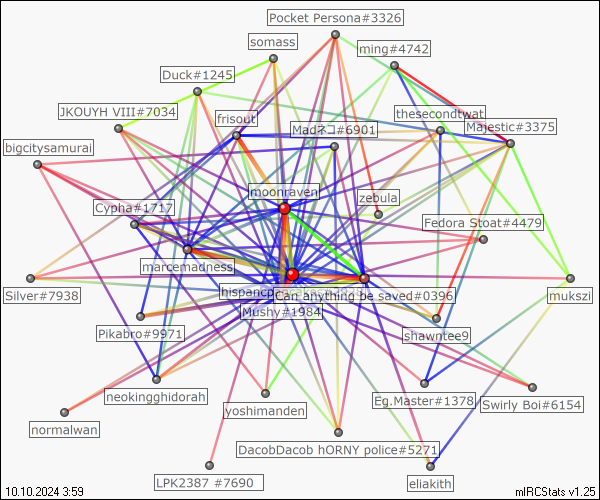 Pocket Persona#3326
somass
ming#4742
Duck#1245
JKOUYH VIII#7034
frisout
thesecondtwat
Madネコ#6901
Majestic#3375
bigcitysamurai
moonraven
zebula
Cypha#1717
Fedora Stoat#4479
marcemadness
Can anything be saved#0396
Silver#7938
mukszi
Mushy#1984
Pikabro#9971
shawntee9
neokingghidorah
yoshimanden
Eg.Master#1378
Swirly Boi#6154
normalwan
DacobDacob hORNY police#5271
LPK2387 #7690
eliakith
10.10.2024 3:59
mIRCStats v1.25